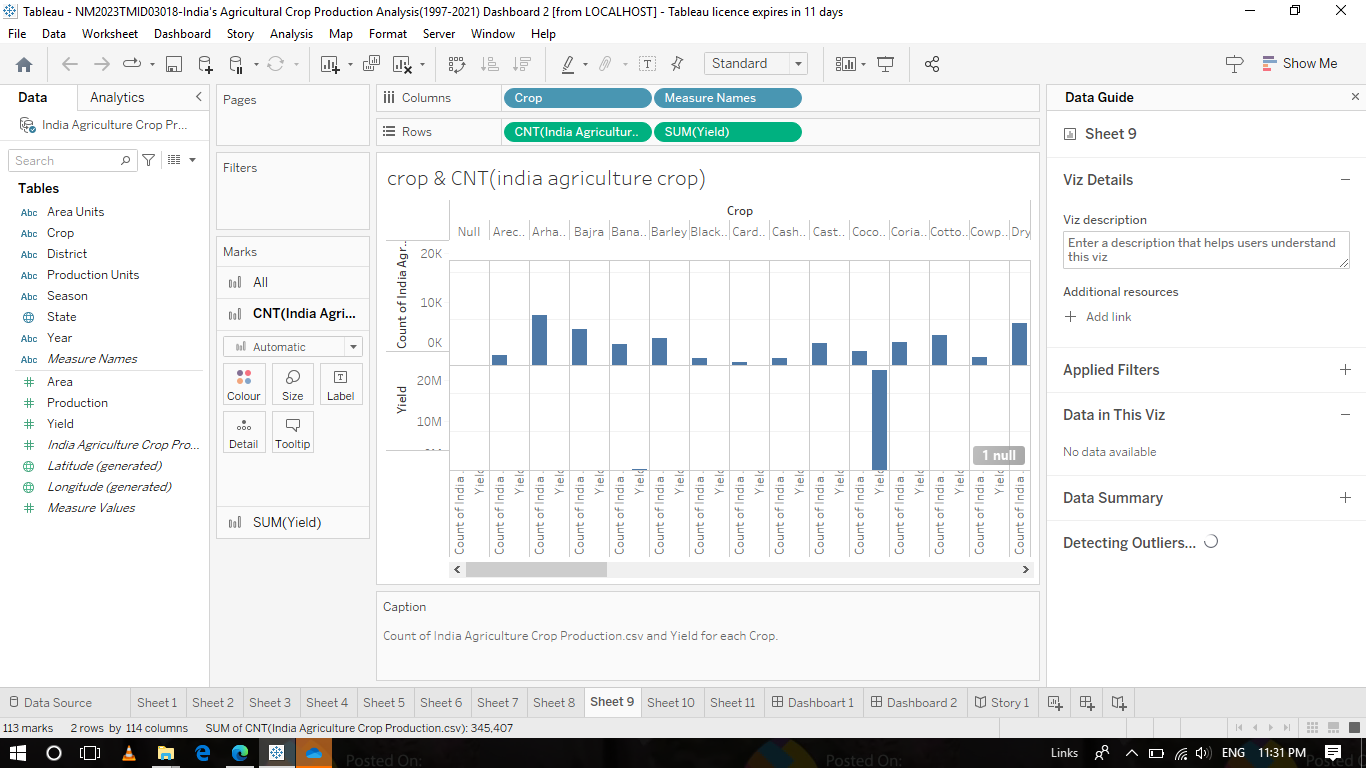 Tableau - NM2023TMID03018-India's Agricultural Crop Production Analysis(1997-2021) Dashboard 2 [from LOCALHOST] - Tableau licence expires in 11 days
File Data Worksheet Dashboard Story Analysis Map Format Server Window Help
Standard
Show Me
Data Analytics
India Agriculture Crop Pr...
Search
Tables
Abc Area Units
Abc Crop
Abc District
Abc Production Units
Abc Season
State
Abc Year
Abc Measure Names
Area
Production
Yield
India Agriculture Crop Pro...
Latitude (generated)
Longitude (generated)
Measure Values
Pages
Filters
Marks
All
CNT(India Agri...
Automatic
Colour Size Label
Detail Tooltip
SUM(Yield)
Columns Crop Measure Names
Rows CNT(India Agricultur.. SUM(Yield)
crop & CNT(india agriculture crop)
Crop
Null Arec.. Arha.. Bajra Bana.. Barley Black.. Card.. Cash.. Cast.. Coco.. Coria.. Cotto.. Cowp.. Dry
Count of India Agr..
20K
10K
0K
Yield
20M
10M
1 null
Count of India .. Yield Count of India .. Yield Count of India .. Yield Count of India .. Yield Count of India .. Yield Count of India .. Yield Count of India .. Yield Count of India .. Yield Count of India .. Yield Count of India .. Yield Count of India .. Yield Count of India .. Yield Count of India .. Yield Count of India .. Yield Count of India ..
Caption
Count of India Agriculture Crop Production.csv and Yield for each Crop.
Data Guide
Sheet 9
Viz Details
Viz description
Enter a description that helps users understand
this viz
Additional resources
Add link
Applied Filters
Data in This Viz
No data available
Data Summary
Detecting Outliers...
Data Source Sheet 1 Sheet 2 Sheet 3 Sheet 4 Sheet 5 Sheet 6 Sheet 7 Sheet 8 Sheet 9 Sheet 10 Sheet 11 Dashboart 1 Dashboard 2 Story 1
113 marks 2 rows by 114 columns SUM of CNT(India Agriculture Crop Production.csv): 345,407
Links ENG 11:31 PM
Posted On: Posted On: Posted O